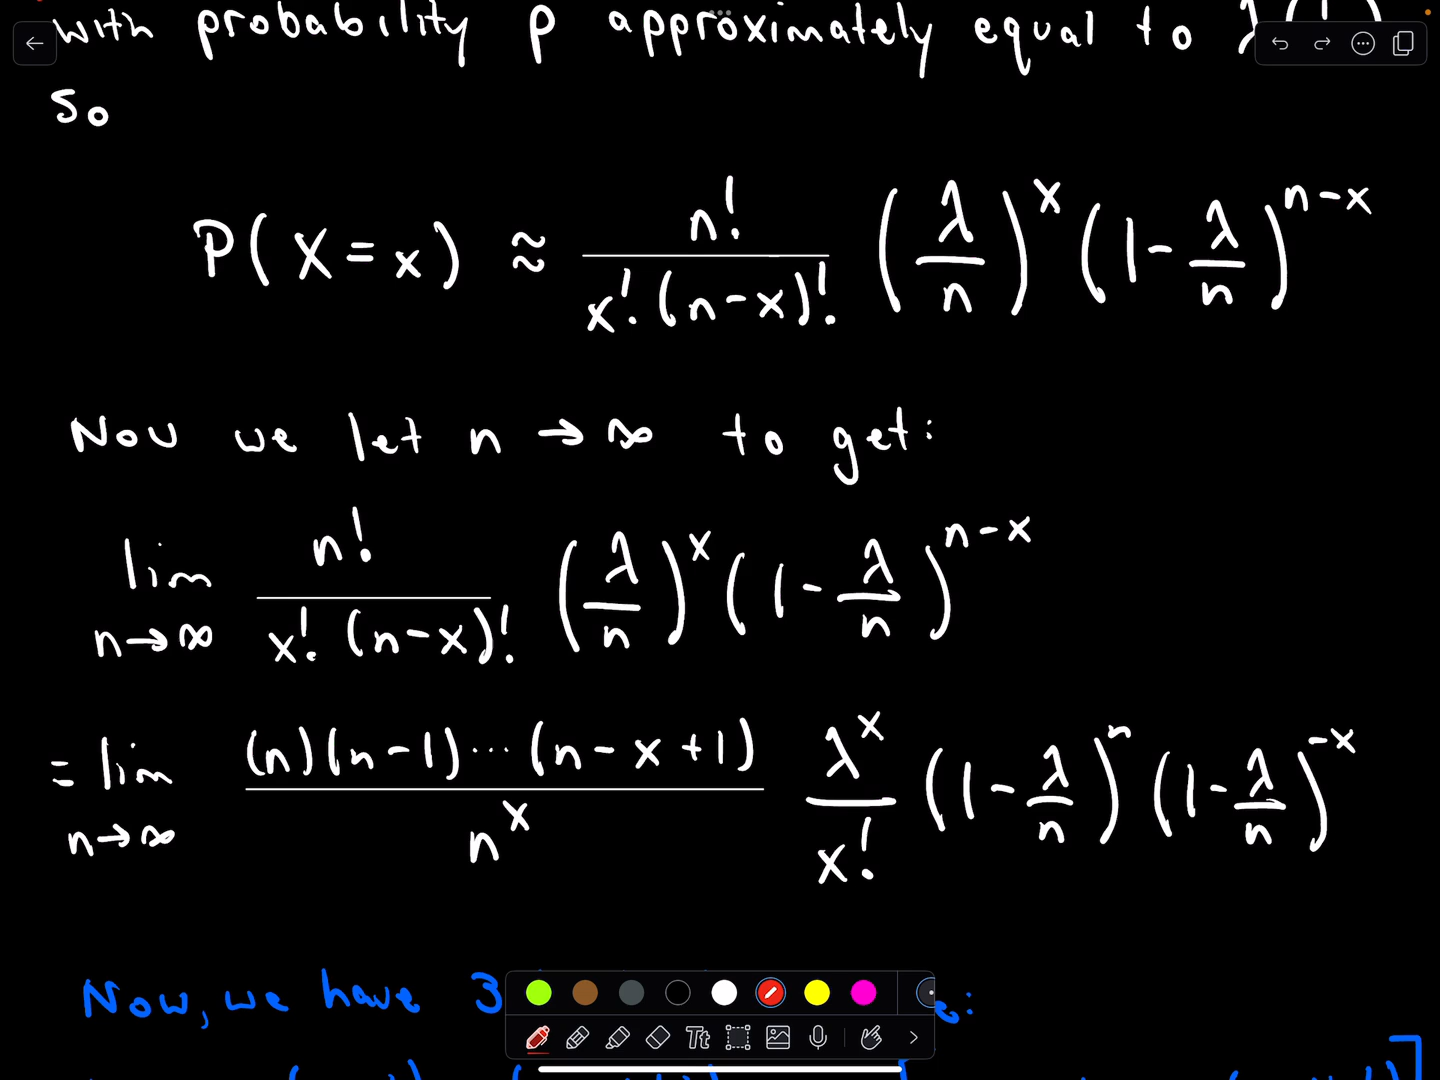 with probability p approximately equal to λ
so
P(X=x) ≈ n!/(x!(n-x)!) (λ/n)^x (1-λ/n)^(n-x)
Now we let n→∞ to get:
lim n→∞ n!/(x!(n-x)!) (λ/n)^x (1-λ/n)^(n-x)
= lim n→∞ (n)(n-1)...(n-x+1)/n^x λ^x/x! (1-λ/n)^n (1-λ/n)^(-x)
Now, we have 3
Tt